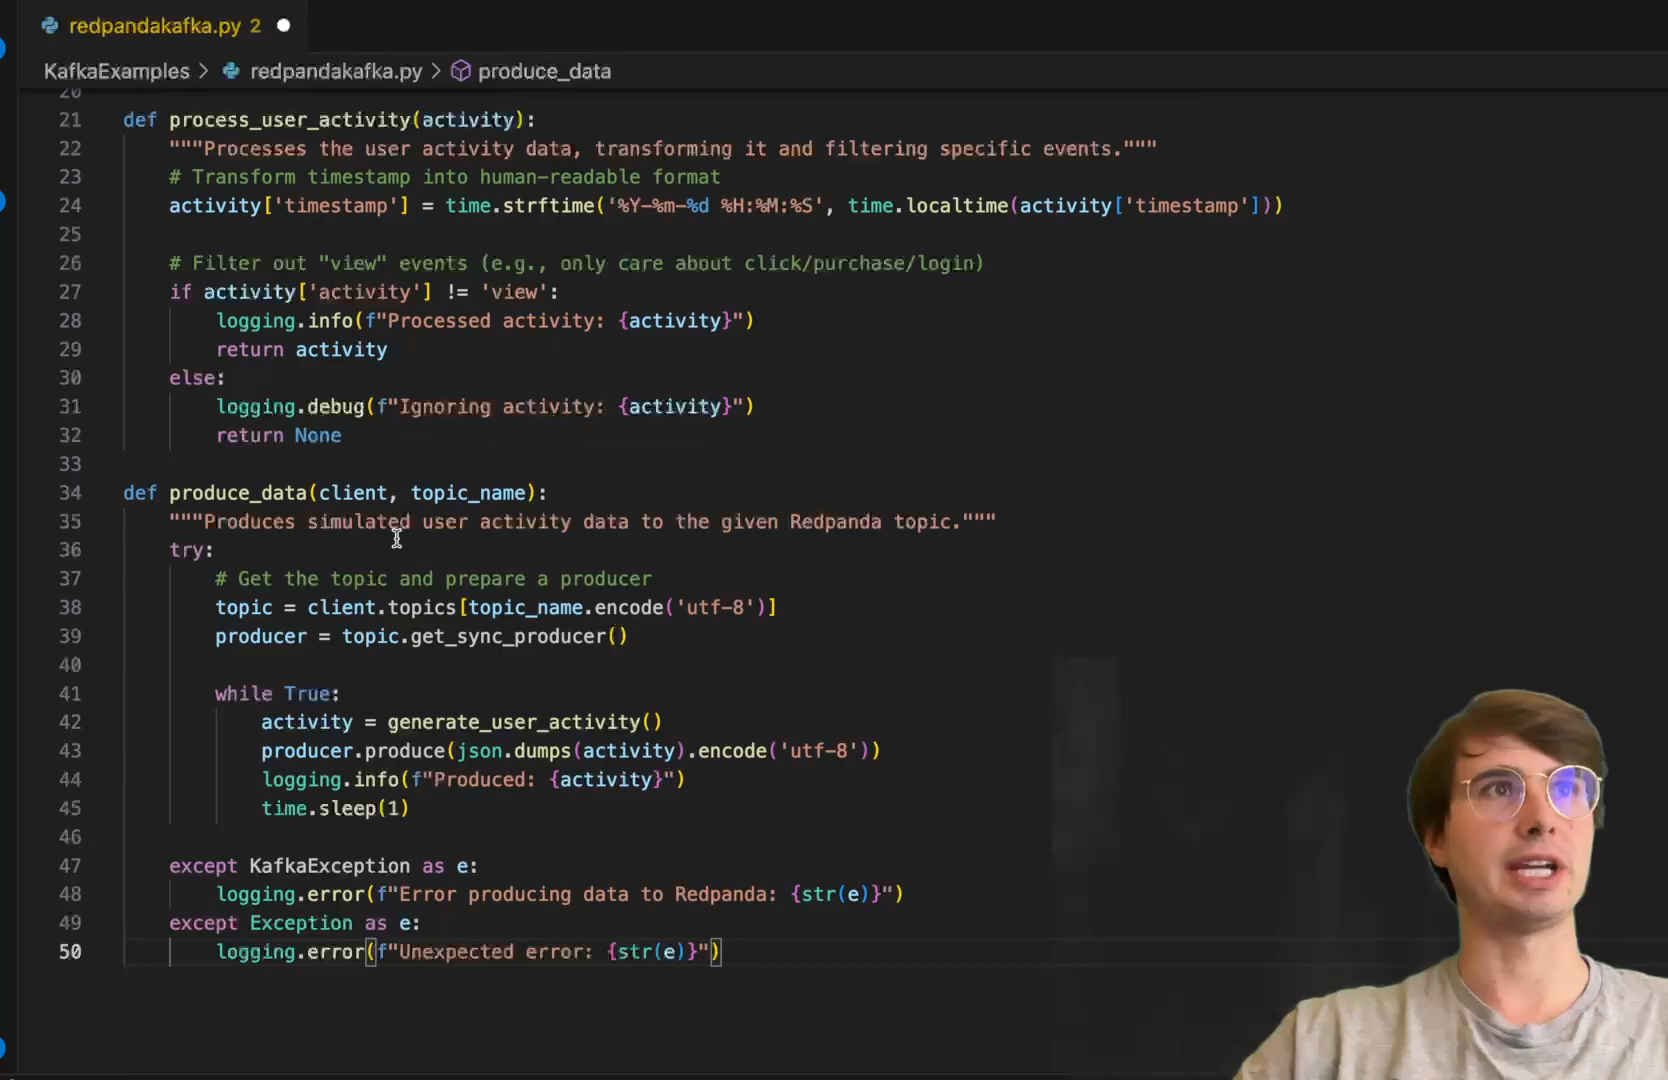 redpandakafka.py 2
KafkaExamples > redpandakafka.py > produce_data
20
21 def process_user_activity(activity):
22 """Processes the user activity data, transforming it and filtering specific events."""
23 # Transform timestamp into human-readable format
24 activity['timestamp'] = time.strftime('%Y-%m-%d %H:%M:%S', time.localtime(activity['timestamp']))
25
26 # Filter out "view" events (e.g., only care about click/purchase/login)
27 if activity['activity'] != 'view':
28 logging.info(f"Processed activity: {activity}")
29 return activity
30 else:
31 logging.debug(f"Ignoring activity: {activity}")
32 return None
33
34 def produce_data(client, topic_name):
35 """Produces simulated user activity data to the given Redpanda topic."""
36 try:
37 # Get the topic and prepare a producer
38 topic = client.topics[topic_name.encode('utf-8')]
39 producer = topic.get_sync_producer()
40
41 while True:
42 activity = generate_user_activity()
43 producer.produce(json.dumps(activity).encode('utf-8'))
44 logging.info(f"Produced: {activity}")
45 time.sleep(1)
46
47 except KafkaException as e:
48 logging.error(f"Error producing data to Redpanda: {str(e)}")
49 except Exception as e:
50 logging.error(f"Unexpected error: {str(e)}")